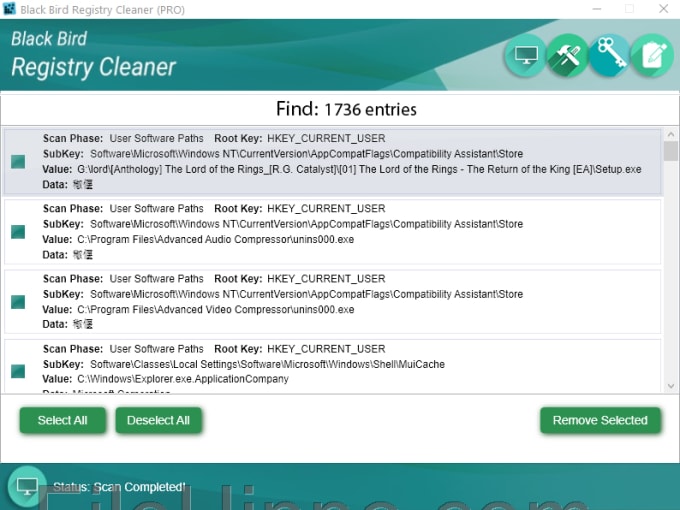 Black Bird Registry Cleaner (PRO)
Black Bird
Registry Cleaner
Find: 1736 entries
Scan Phase: User Software Paths Root Key: HKEY_CURRENT_USER
SubKey: Software\Microsoft\Windows NT\CurrentVersion\AppCompatFlags\Compatibility Assistant\Store
Value: G:\lord\[Anthology] The Lord of the Rings_[R.G. Catalyst]\[01] The Lord of the Rings - The Return of the King [EA]\Setup.exe
Data:
Scan Phase: User Software Paths Root Key: HKEY_CURRENT_USER
SubKey: Software\Microsoft\Windows NT\CurrentVersion\AppCompatFlags\Compatibility Assistant\Store
Value: C:\Program Files\Advanced Audio Compressor\unins000.exe
Data:
Scan Phase: User Software Paths Root Key: HKEY_CURRENT_USER
SubKey: Software\Microsoft\Windows NT\CurrentVersion\AppCompatFlags\Compatibility Assistant\Store
Value: C:\Program Files\Advanced Video Compressor\unins000.exe
Data:
Scan Phase: User Software Paths Root Key: HKEY_CURRENT_USER
SubKey: Software\Classes\Local Settings\Software\Microsoft\Windows\Shell\MuiCache
Value: C:\Windows\Explorer.exe.ApplicationCompany
Data: Microsoft Corporation
Select All Deselect All Remove Selected
Status: Scan Completed!